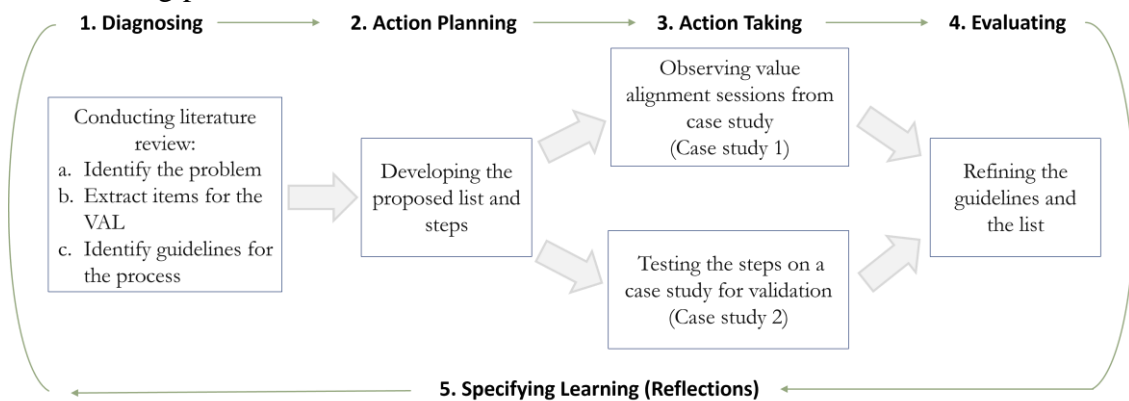 1. Diagnosing
2. Action Planning
3. Action Taking
4. Evaluating
Conducting literature
review:
a. Identify the problem
b. Extract items for the
VAL
c. Identify guidelines for
the process
Developing the
proposed list and
steps
Observing value
alignment sessions from
case study
(Case study 1)
Testing the steps on a
case study for validation
(Case study 2)
Refining the
guidelines and
the list
5. Specifying Learning (Reflections)